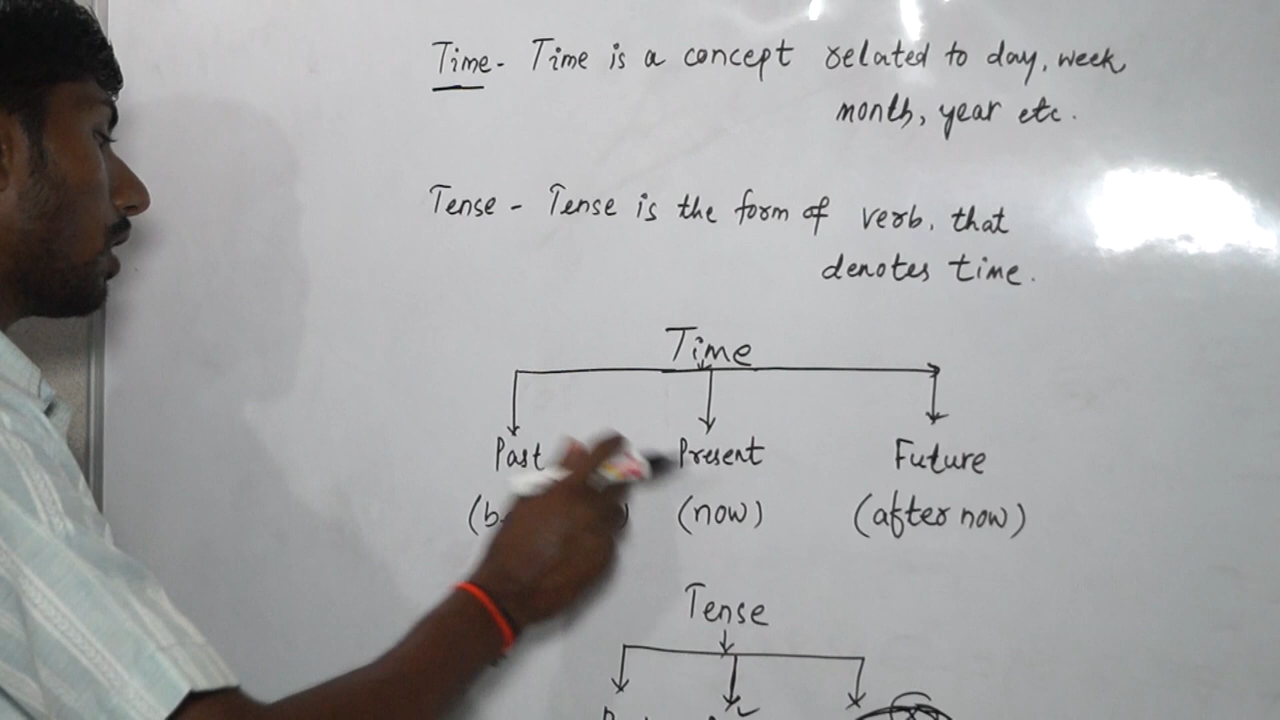 Time - Time is a concept related to day, week
month, year etc.
Tense - Tense is the form of verb, that
denotes time.
Time
Past Present Future
(now) (after now)
Tense